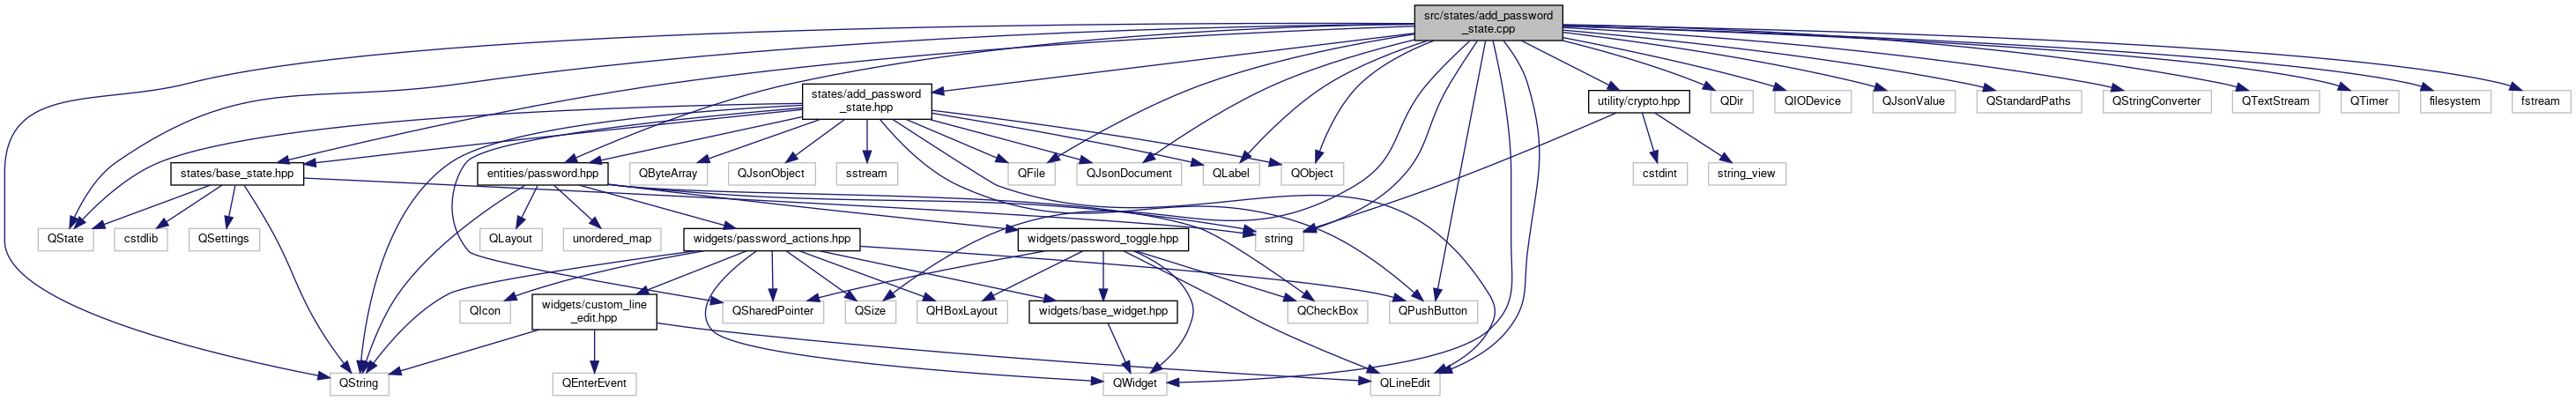 src/states/add_password
_state.cpp
states/add_password
_state.hpp
utility/crypto.hpp
QDir
QIODevice
QJsonValue
QStandardPaths
QStringConverter
QTextStream
QTimer
filesystem
fstream
states/base_state.hpp
entities/password.hpp
QByteArray
QJsonObject
sstream
QFile
QJsonDocument
QLabel
QObject
cstdint
string_view
QState
cstdlib
QSettings
QLayout
unordered_map
widgets/password_actions.hpp
widgets/password_toggle.hpp
string
QIcon
widgets/custom_line
_edit.hpp
QSharedPointer
QSize
QHBoxLayout
widgets/base_widget.hpp
QCheckBox
QPushButton
QString
QEnterEvent
QWidget
QLineEdit